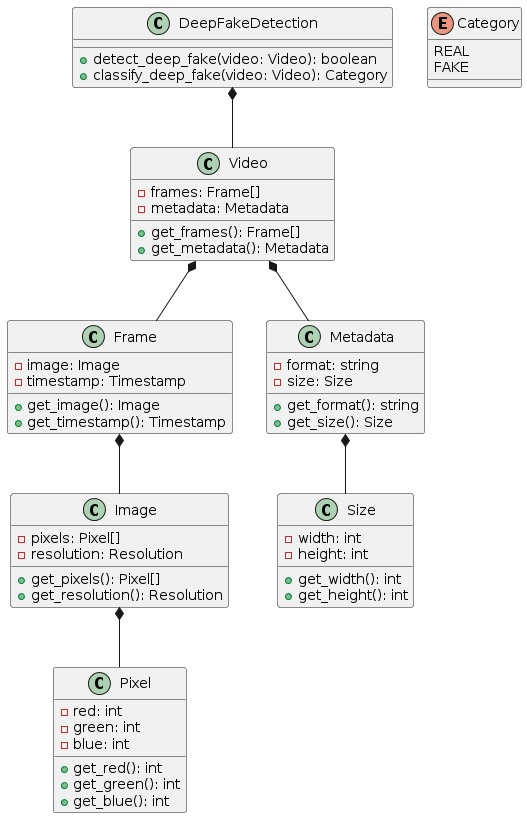 C DeepFakeDetection
detect_deep_fake(video: Video): boolean
classify_deep_fake(video: Video): Category
E Category
REAL
FAKE
C Video
frames: Frame[]
metadata: Metadata
get_frames(): Frame[]
get_metadata(): Metadata
C Frame
image: Image
timestamp: Timestamp
get_image(): Image
get_timestamp(): Timestamp
C Metadata
format: string
size: Size
get_format(): string
get_size(): Size
C Image
pixels: Pixel[]
resolution: Resolution
get_pixels(): Pixel[]
get_resolution(): Resolution
C Size
width: int
height: int
get_width(): int
get_height(): int
C Pixel
red: int
green: int
blue: int
get_red(): int
get_green(): int
get_blue(): int